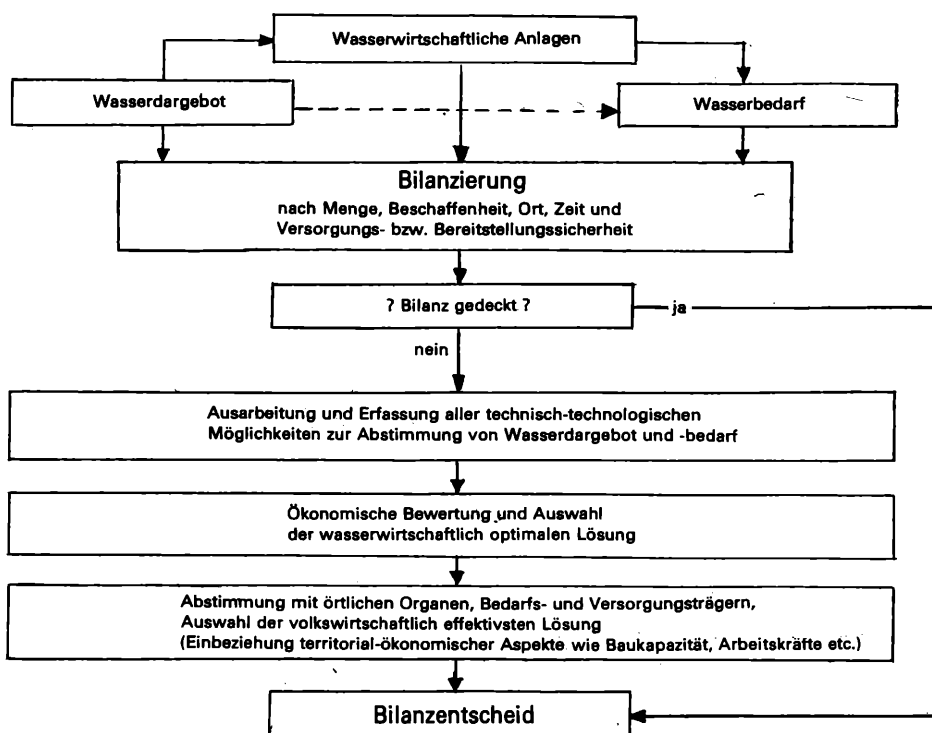 Wasserwirtschaftliche Anlagen
Wasserdargebot
Wasserbedarf
Bilanzierung
nach Menge, Beschaffenheit, Ort, Zeit und
Versorgungs- bzw. Bereitstellungssicherheit
? Bilanz gedeckt ?
ja
nein
Ausarbeitung und Erfassung aller technisch-technologischen
Möglichkeiten zur Abstimmung von Wasserdargebot und -bedarf
Ökonomische Bewertung und Auswahl
der wasserwirtschaftlich optimalen Lösung
Abstimmung mit örtlichen Organen, Bedarfs- und Versorgungsträgern,
Auswahl der volkswirtschaftlich effektivsten Lösung
(Einbeziehung territorial-ökonomischer Aspekte wie Baukapazität, Arbeitskräfte etc.)
Bilanzentscheid